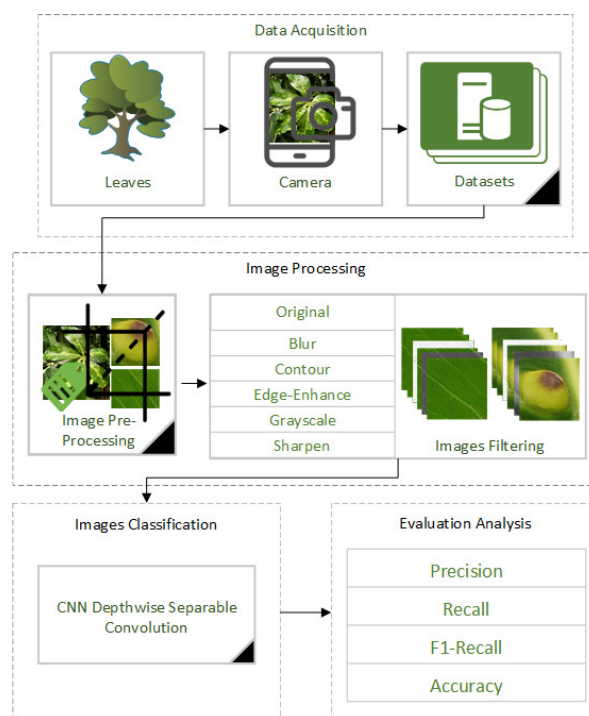 Data Acquisition
Leaves
Camera
Datasets
Image Processing
Image Pre-
Processing
Original
Blur
Contour
Edge-Enhance
Grayscale
Sharpen
Images Filtering
Images Classification
CNN Depthwise Separable
Convolution
Evaluation Analysis
Precision
Recall
F1-Recall
Accuracy